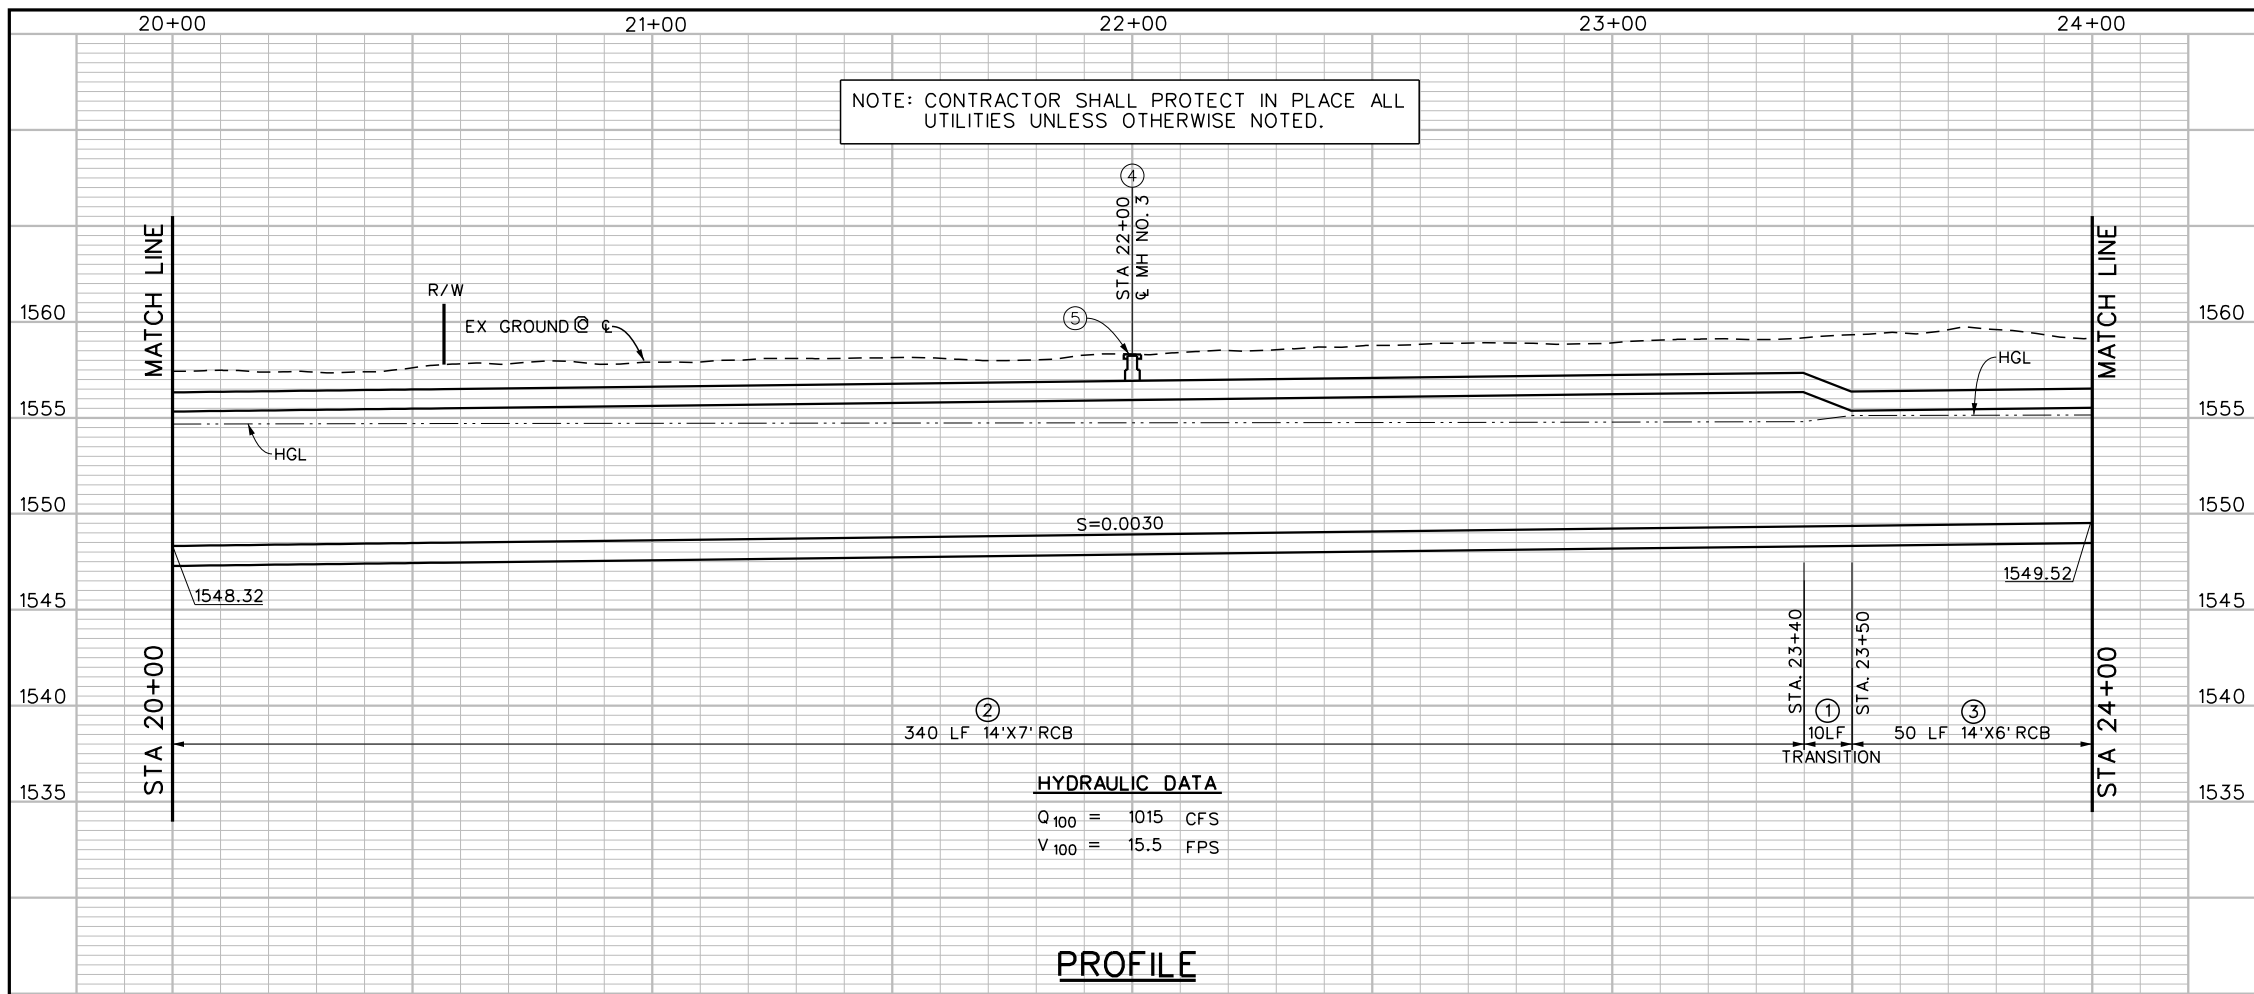 20+00 21+00 22+00 23+00 24+00
NOTE: CONTRACTOR SHALL PROTECT IN PLACE ALL
UTILITIES UNLESS OTHERWISE NOTED.
4
STA 22+00
℄ MH NO. 3
MATCH LINE
MATCH LINE
R/W
1560
EX GROUND @ ℄
5
1560
HGL
1555
1555
HGL
1550
S=0.0030
1550
1549.52
1548.32
1545
1545
STA. 23+40
STA. 23+50
STA 20+00
STA 24+00
1540
1540
2
1
3
340 LF 14'X7' RCB
10LF
TRANSITION
50 LF 14'X6' RCB
HYDRAULIC DATA
1535
1535
Q100 = 1015 CFS
V100 = 15.5 FPS
PROFILE